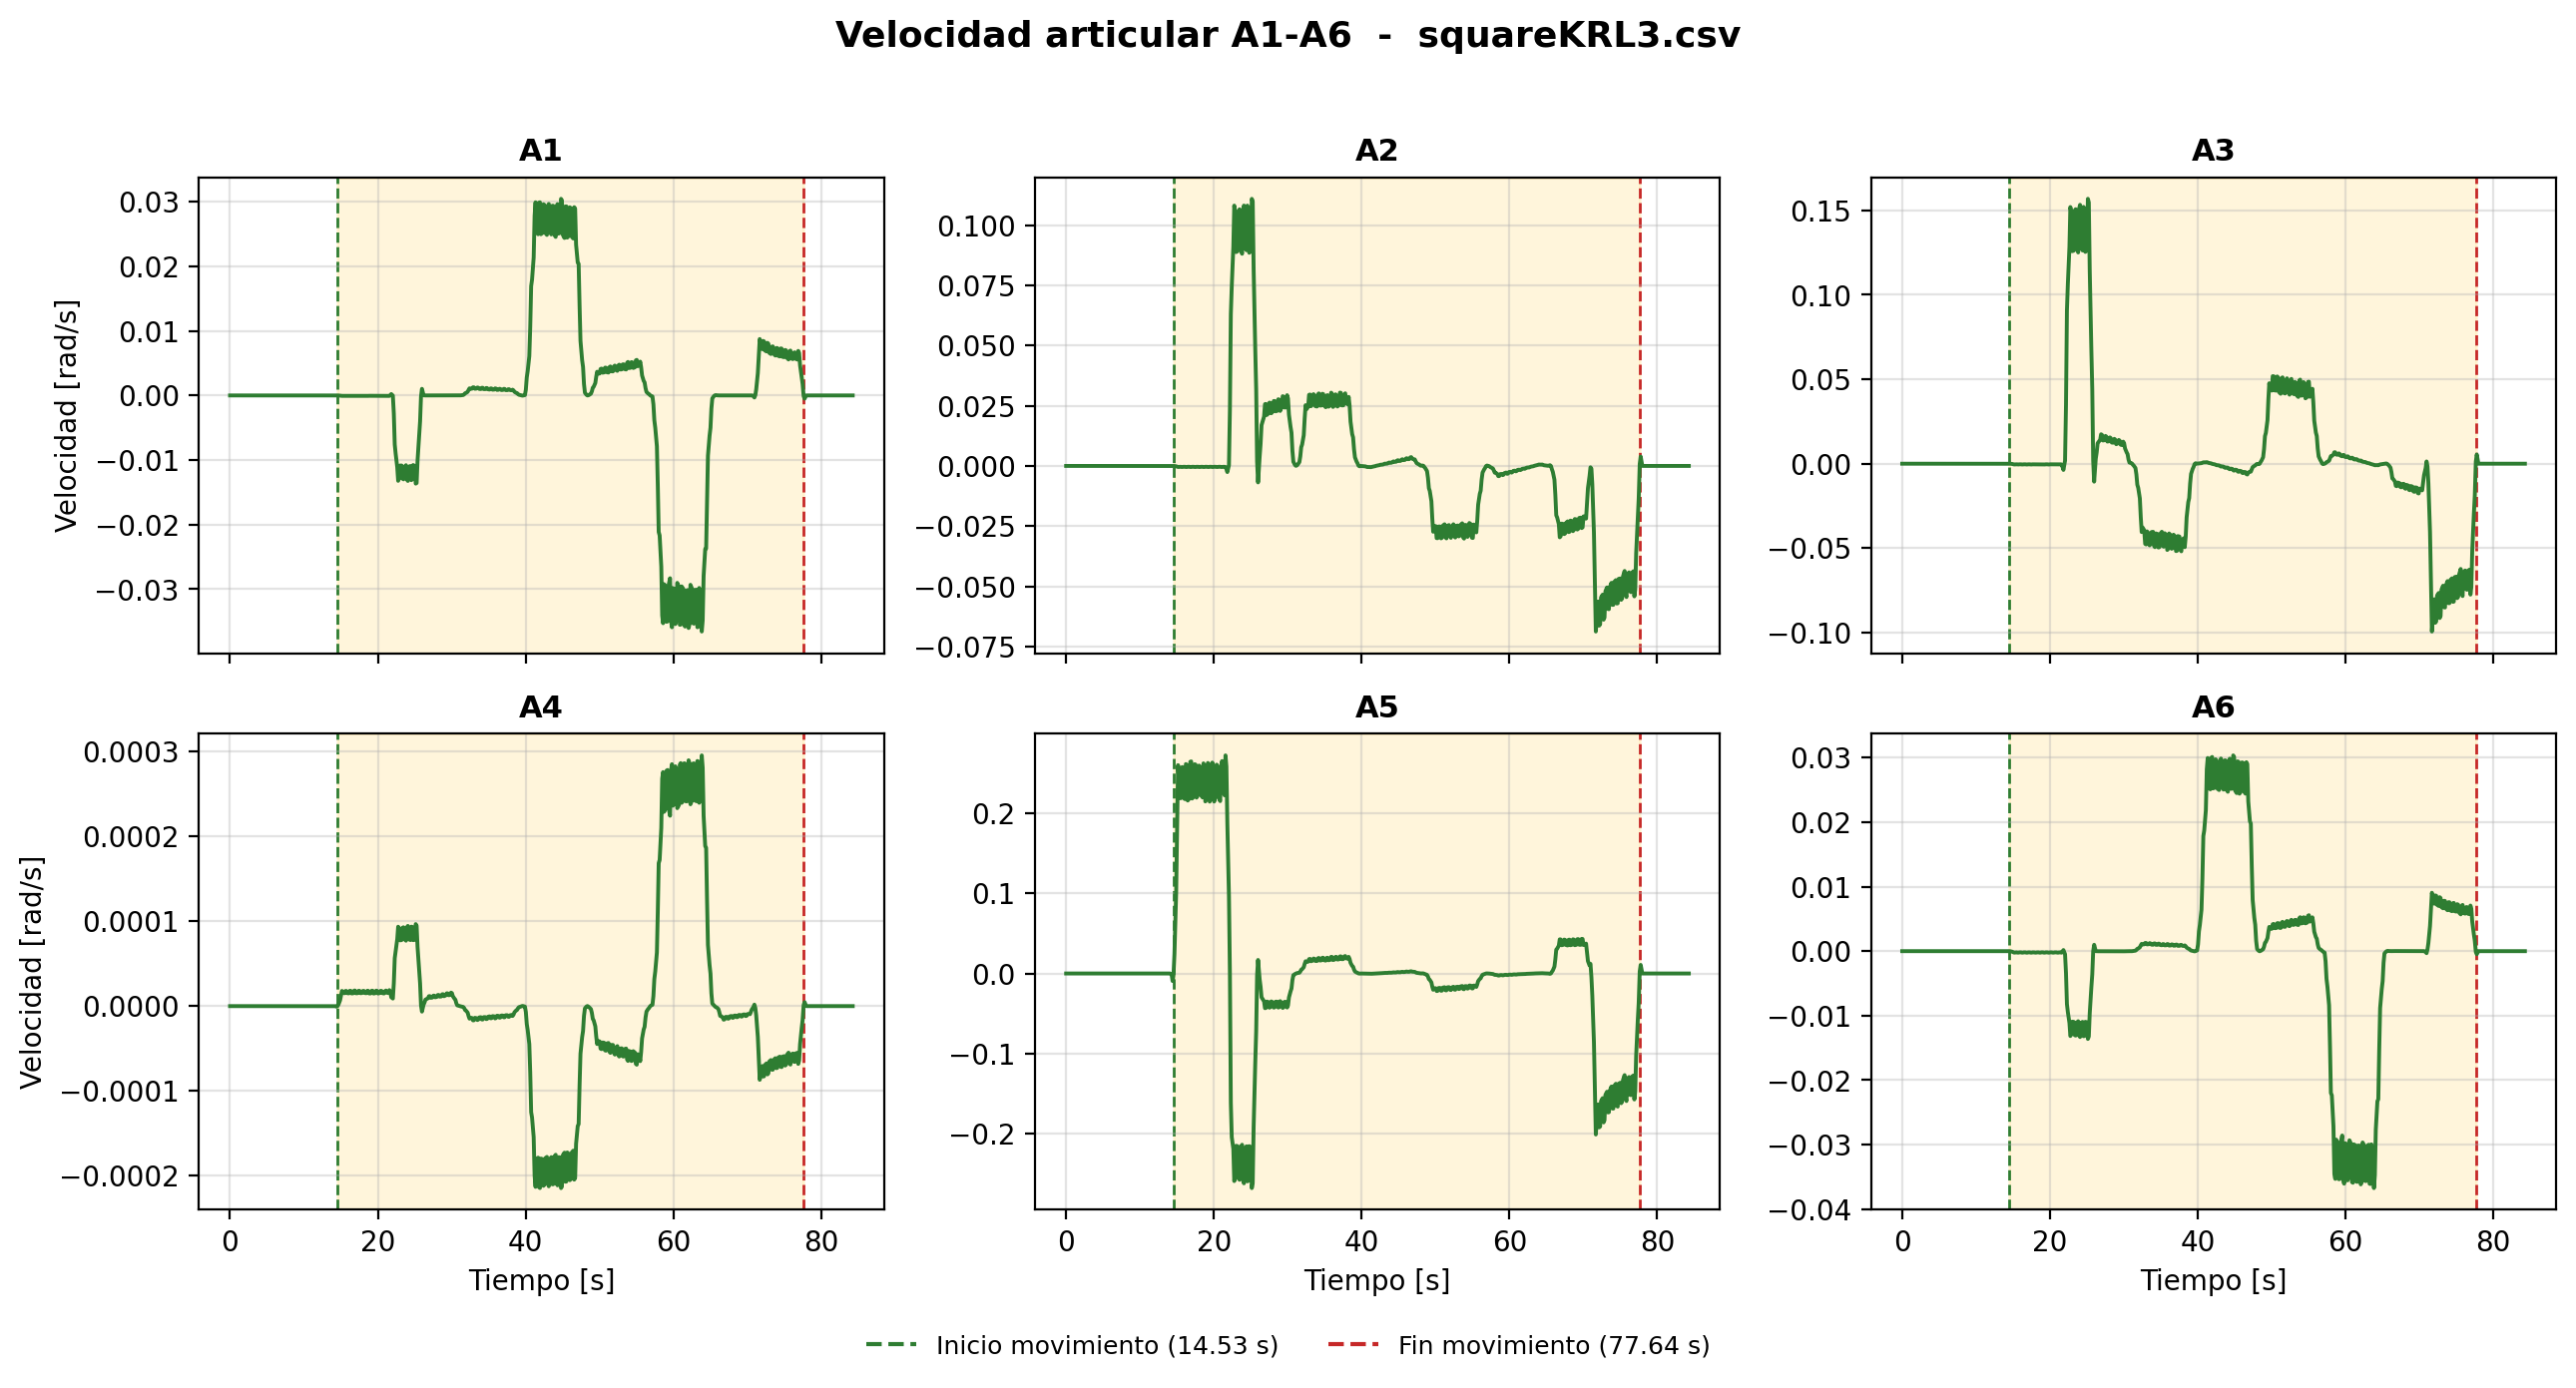 Velocidad articular A1-A6 - squareKRL3.csv
A1
A2
A3
0.03
0.02
0.01
0.00
−0.01
−0.02
−0.03
Velocidad [rad/s]
0.100
0.075
0.050
0.025
0.000
−0.025
−0.050
−0.075
0.15
0.10
0.05
0.00
−0.05
−0.10
A4
A5
A6
0.0003
0.0002
0.0001
0.0000
−0.0001
−0.0002
Velocidad [rad/s]
0.2
0.1
0.0
−0.1
−0.2
0.03
0.02
0.01
0.00
−0.01
−0.02
−0.03
−0.04
0 20 40 60 80
0 20 40 60 80
0 20 40 60 80
Tiempo [s]
Tiempo [s]
Tiempo [s]
Inicio movimiento (14.53 s)
Fin movimiento (77.64 s)